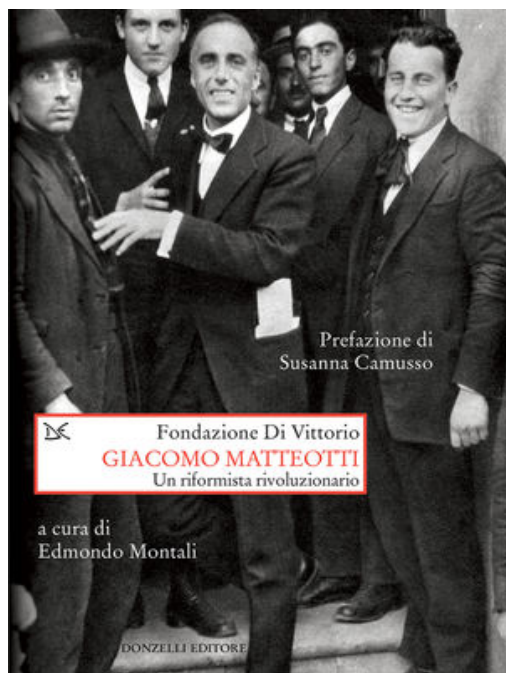 Prefazione di
Susanna Camusso
Fondazione Di Vittorio
GIACOMO MATTEOTTI
Un riformista rivoluzionario
a cura di
Edmondo Montali
DONZELLI EDITORE